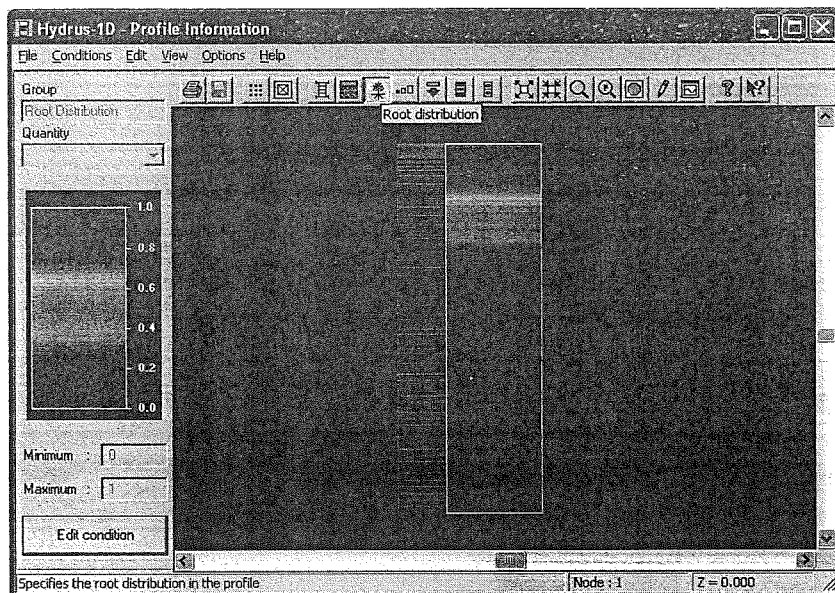 Hydrus-1D - Profile Information
File Conditions Edit View Options Help
Group
Root Distribution
Quantity
Root distribution
1.0
0.8
0.6
0.4
0.2
0.0
Minimum : 0
Maximum : 1
Edit condition
Specifies the root distribution in the profile
Node : 1
Z = 0.000